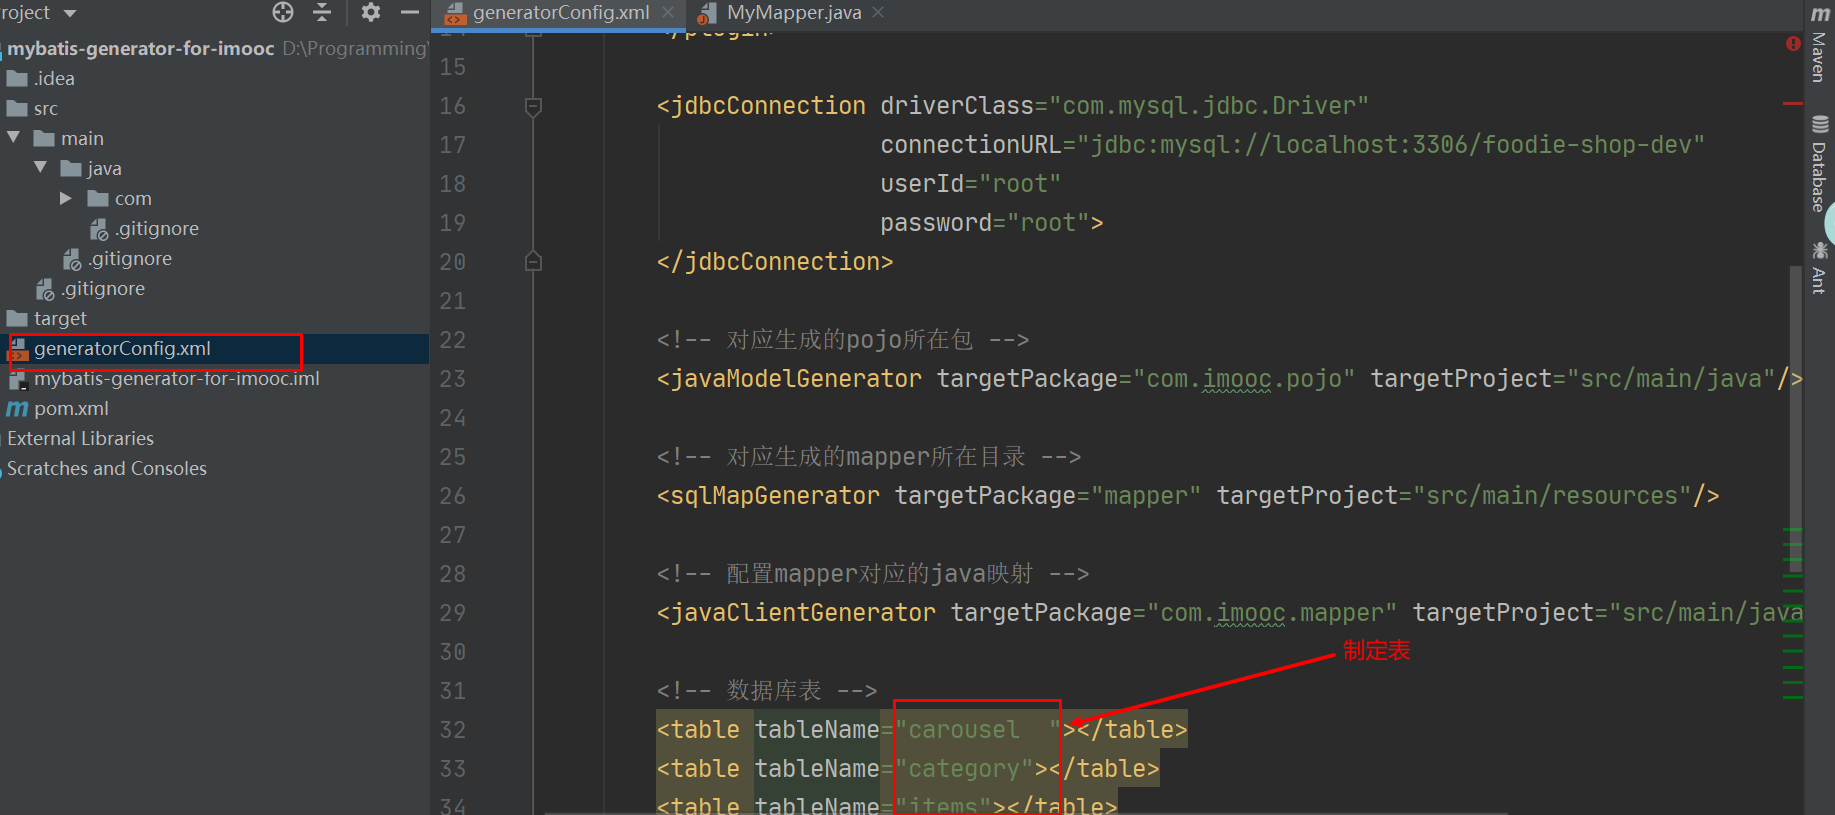 roject
generatorConfig.xml
MyMapper.java
mybatis-generator-for-imooc D:\Programming\
.idea
src
main
java
com
.gitignore
.gitignore
.gitignore
target
generatorConfig.xml
mybatis-generator-for-imooc.iml
pom.xml
External Libraries
Scratches and Consoles
14 </plugin>
15
16 <jdbcConnection driverClass="com.mysql.jdbc.Driver"
17 connectionURL="jdbc:mysql://localhost:3306/foodie-shop-dev"
18 userId="root"
19 password="root">
20 </jdbcConnection>
21
22 <!-- 对应生成的pojo所在包 -->
23 <javaModelGenerator targetPackage="com.imooc.pojo" targetProject="src/main/java"/>
24
25 <!-- 对应生成的mapper所在目录 -->
26 <sqlMapGenerator targetPackage="mapper" targetProject="src/main/resources"/>
27
28 <!-- 配置mapper对应的java映射 -->
29 <javaClientGenerator targetPackage="com.imooc.mapper" targetProject="src/main/java
30
制定表
31 <!-- 数据库表 -->
32 <table tableName="carousel  "></table>
33 <table tableName="category"></table>
34 <table tableName="items"></table>
m
Maven
Database
Ant